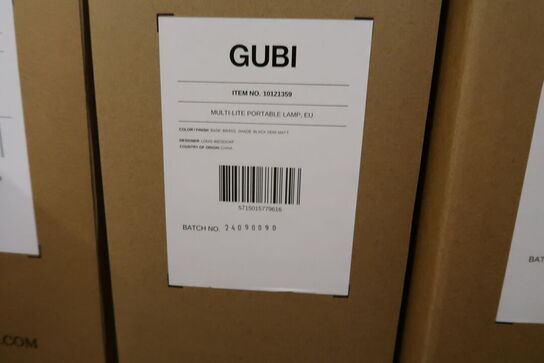 GUBI
ITEM NO. 10121359
MULTI-LITE PORTABLE LAMP, EU
COLOR / FINISH: BASE BRASS, SHADE BLACK SEMI MATT
DESIGNER: LOUIS WEISDORF
COUNTRY OF ORIGIN: CHINA
5715015779616
BATCH NO. 24090090
.COM
BAT